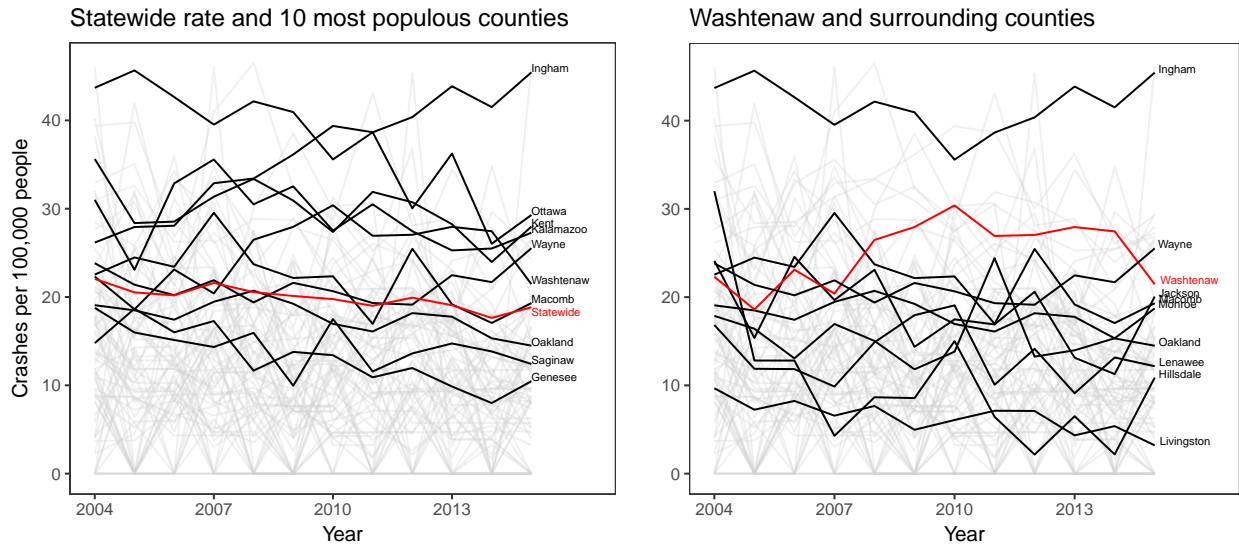 Statewide rate and 10 most populous counties
Crashes per 100,000 people
40
30
20
10
0
Ingham
Ottawa
Kent
Kalamazoo
Wayne
Washtenaw
Macomb
Statewide
Oakland
Saginaw
Genesee
2004
2007
2010
2013
Year
Washtenaw and surrounding counties
40
30
20
10
0
Ingham
Wayne
Washtenaw
Jackson
Macomb
Monroe
Oakland
Lenawee
Hillsdale
Livingston
2004
2007
2010
2013
Year